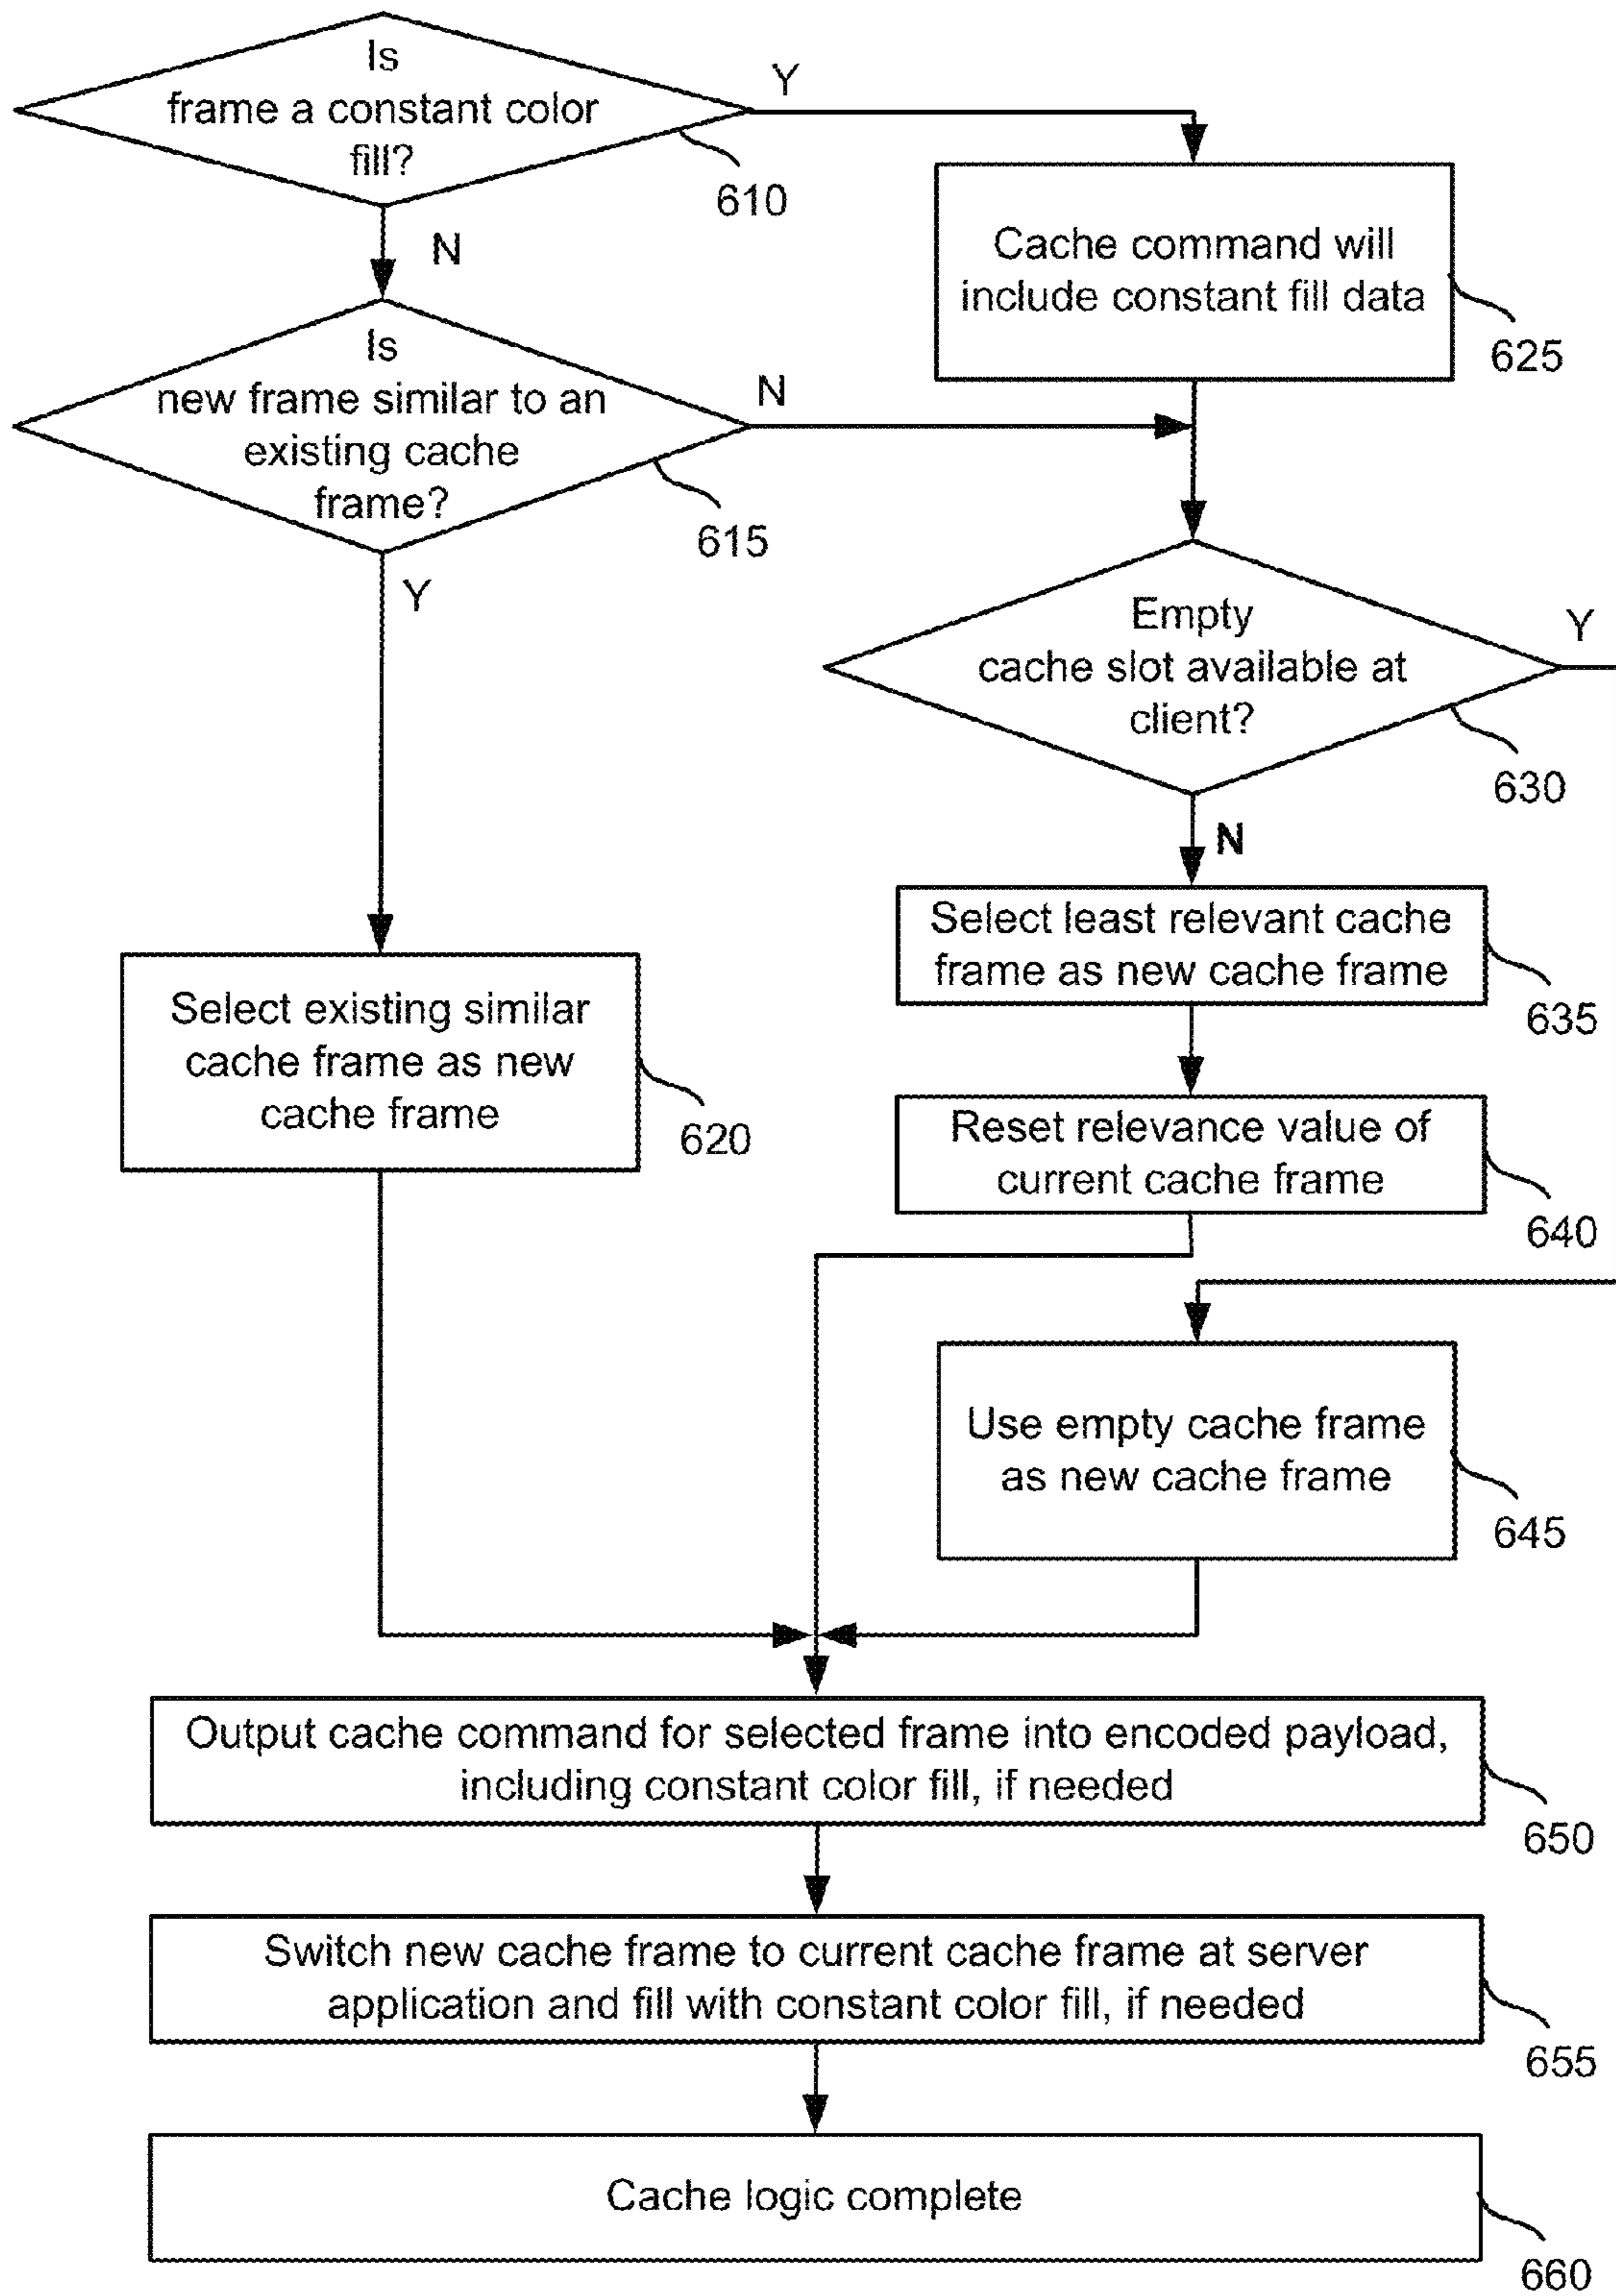 Is
frame a constant color
fill?
Y
610
N
Cache command will
include constant fill data
625
Is
new frame similar to an
existing cache
frame?
N
615
Y
Empty
cache slot available at
client?
Y
630
N
Select least relevant cache
frame as new cache frame
635
Select existing similar
cache frame as new
cache frame
620
Reset relevance value of
current cache frame
640
Use empty cache frame
as new cache frame
645
Output cache command for selected frame into encoded payload,
including constant color fill, if needed
650
Switch new cache frame to current cache frame at server
application and fill with constant color fill, if needed
655
Cache logic complete
660